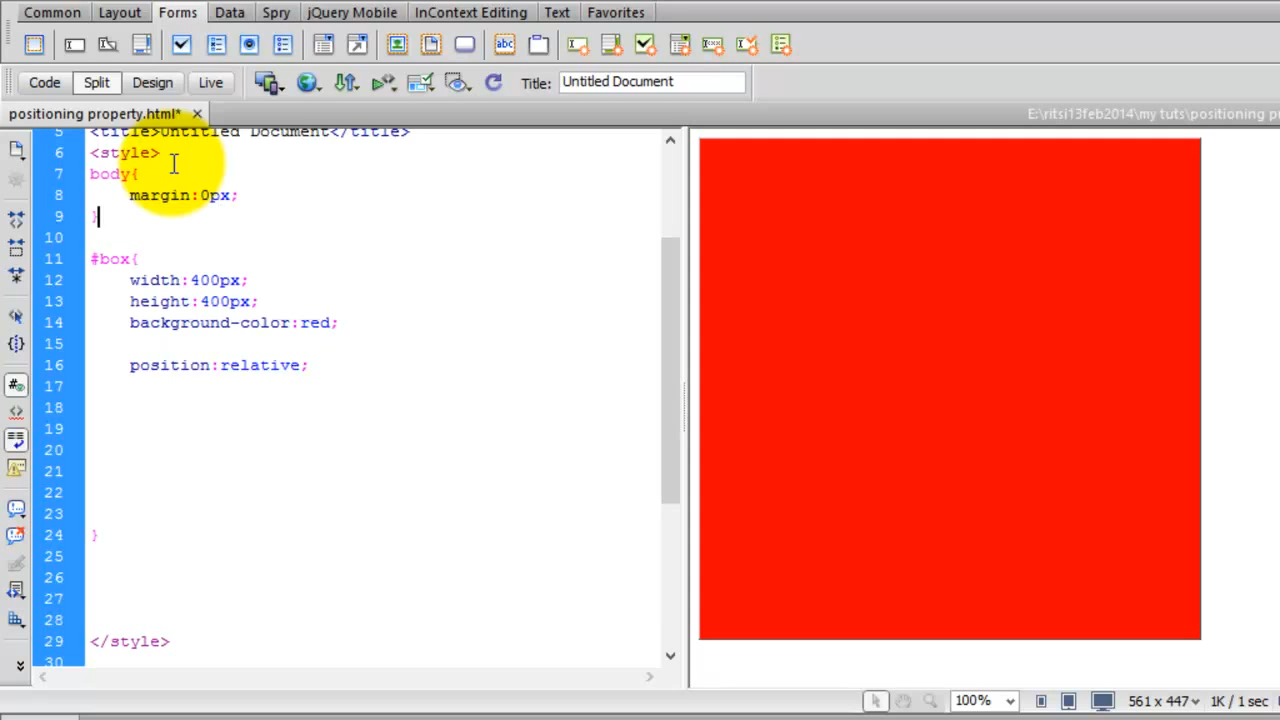 Common Layout Forms Data Spry jQuery Mobile InContext Editing Text Favorites
abc
Code Split Design Live Title: Untitled Document
positioning property.html* × E:\ritsi13feb2014\my tuts\positioning p
5 <title>Untitled Document</title>
6 <style>
7 body{
8 margin:0px;
9 }
10
11 #box{
12 width:400px;
13 height:400px;
14 background-color:red;
15
16 position:relative;
17
18
19
20
21
22
23
24 }
25
26
27
28
29 </style>
30
100% 561 x 447 1K / 1 sec